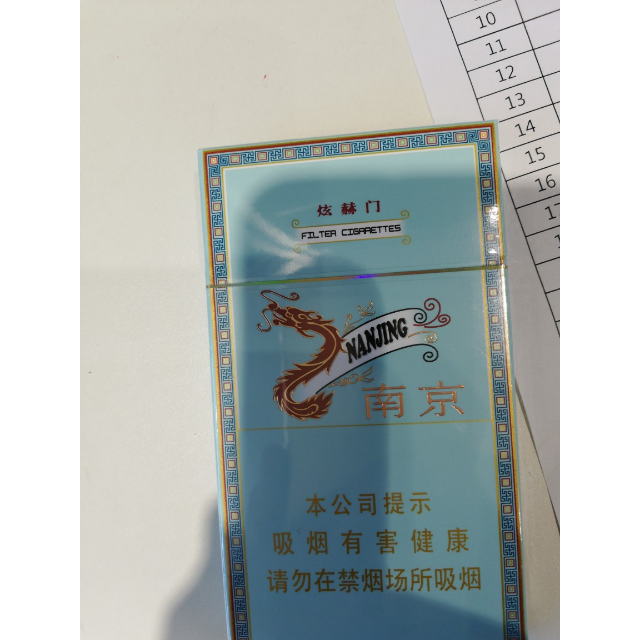 10
11
12
13
14
15
16
炫赫门
FILTER CIGARETTES
NANJING
南京
本公司提示
吸烟有害健康
请勿在禁烟场所吸烟